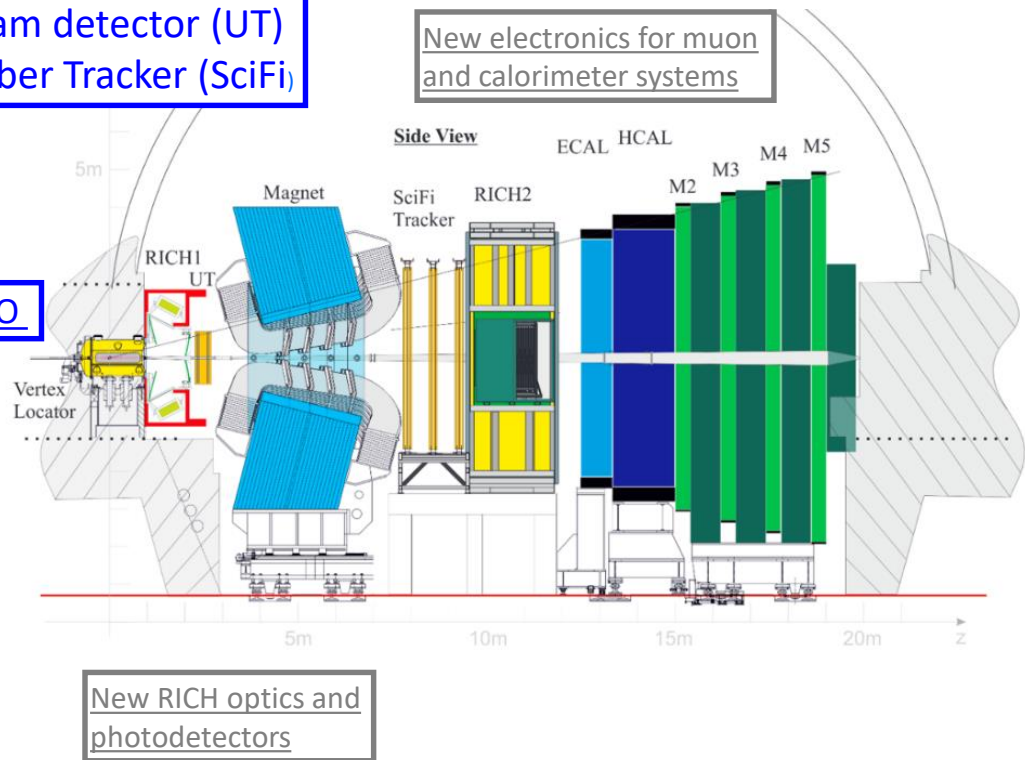 am detector (UT)
ber Tracker (SciFi)
New electronics for muon
and calorimeter systems
Side View
ECAL HCAL
M2 M3 M4 M5
5m
Magnet
SciFi
Tracker
RICH2
RICH1
UT
O
Vertex
Locator
5m 10m 15m 20m z
New RICH optics and
photodetectors